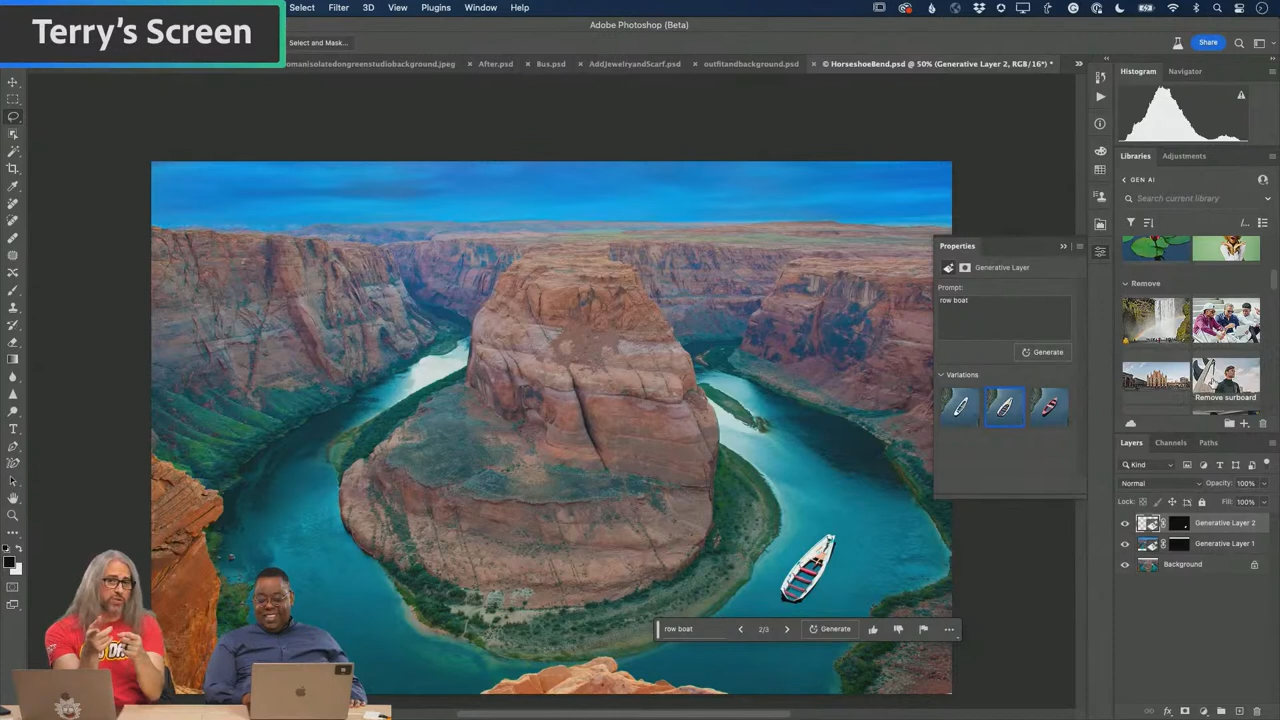 Terry's Screen
Select Filter 3D View Plugins Window Help
Adobe Photoshop (Beta)
Select and Mask...
Share
omanisolatedongreenstudiobackground.jpeg × After.psd × Bus.psd × AddJewelryandScarf.psd × outfitandbackground.psd × © HorseshoeBend.psd @ 50% (Generative Layer 2, RGB/16*) *
Histogram Navigator
Libraries Adjustments
GEN AI
Search current library
Remove
Remove surboard
Properties
Generative Layer
Prompt:
row boat
Generate
Variations
Layers Channels Paths
Kind
Normal Opacity: 100%
Lock: Fill: 100%
Generative Layer 2
Generative Layer 1
Background
row boat 2/3 Generate